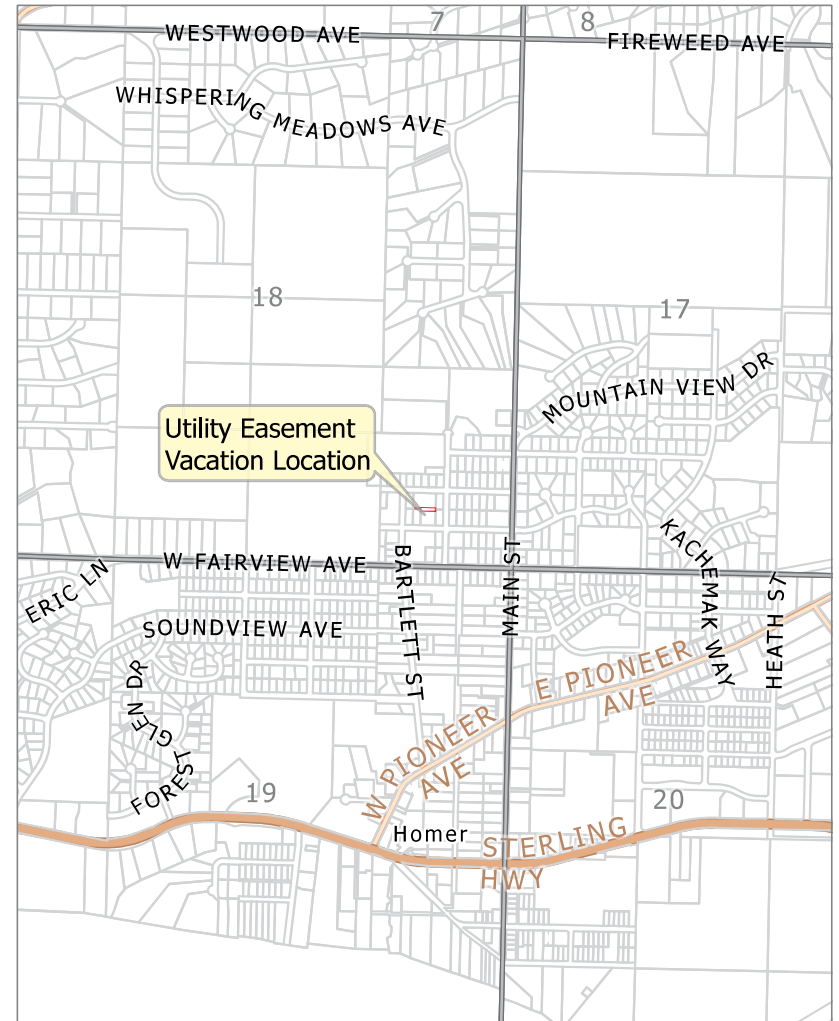 7
8
WESTWOOD AVE
FIREWEED AVE
WHISPERING MEADOWS AVE
18
17
MOUNTAIN VIEW DR
Utility Easement
Vacation Location
KACHEMAK WAY
W FAIRVIEW AVE
BARTLETT ST
MAIN ST
HEATH ST
ERIC LN
SOUNDVIEW AVE
E PIONEER
AVE
FOREST GLEN DR
W PIONEER
AVE
19
20
Homer
STERLING
HWY